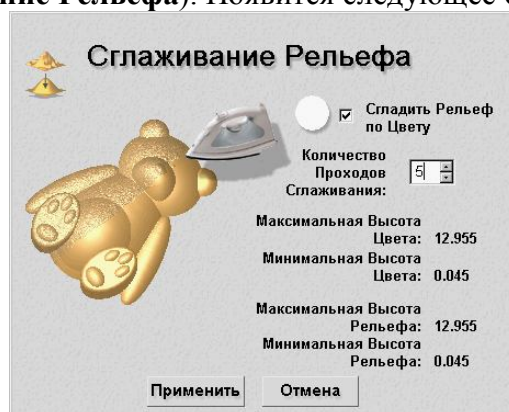 ние Рельефа). Появится следующее
Сглаживание Рельефа
Сгладить Рельеф
по Цвету
Количество
Проходов
Сглаживания:
5
Максимальная Высота
Цвета: 12.955
Минимальная Высота
Цвета: 0.045
Максимальная Высота
Рельефа: 12.955
Минимальная Высота
Рельефа: 0.045
Применить Отмена